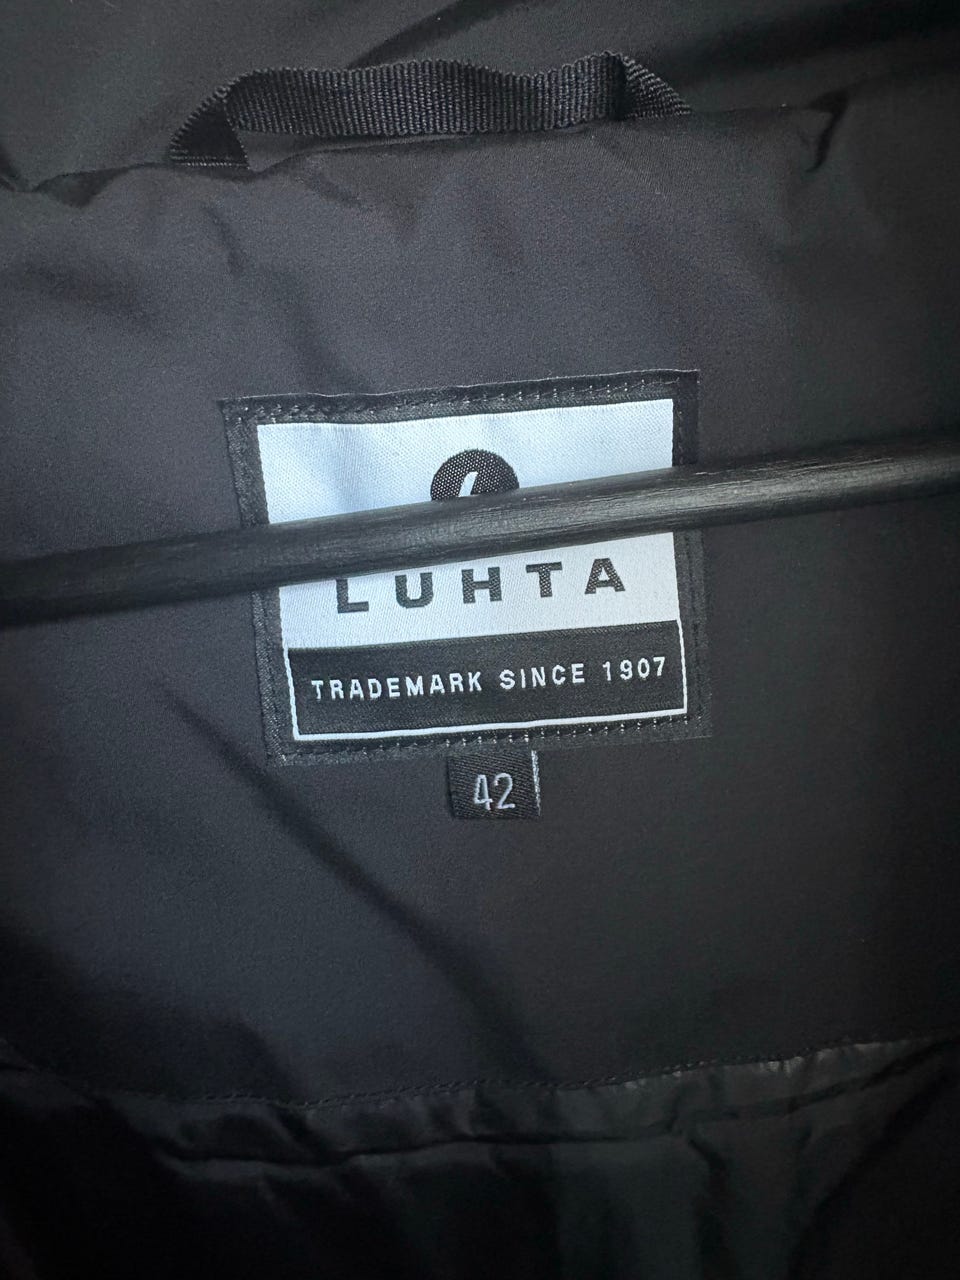 LUHTA
TRADEMARK SINCE 1907
42